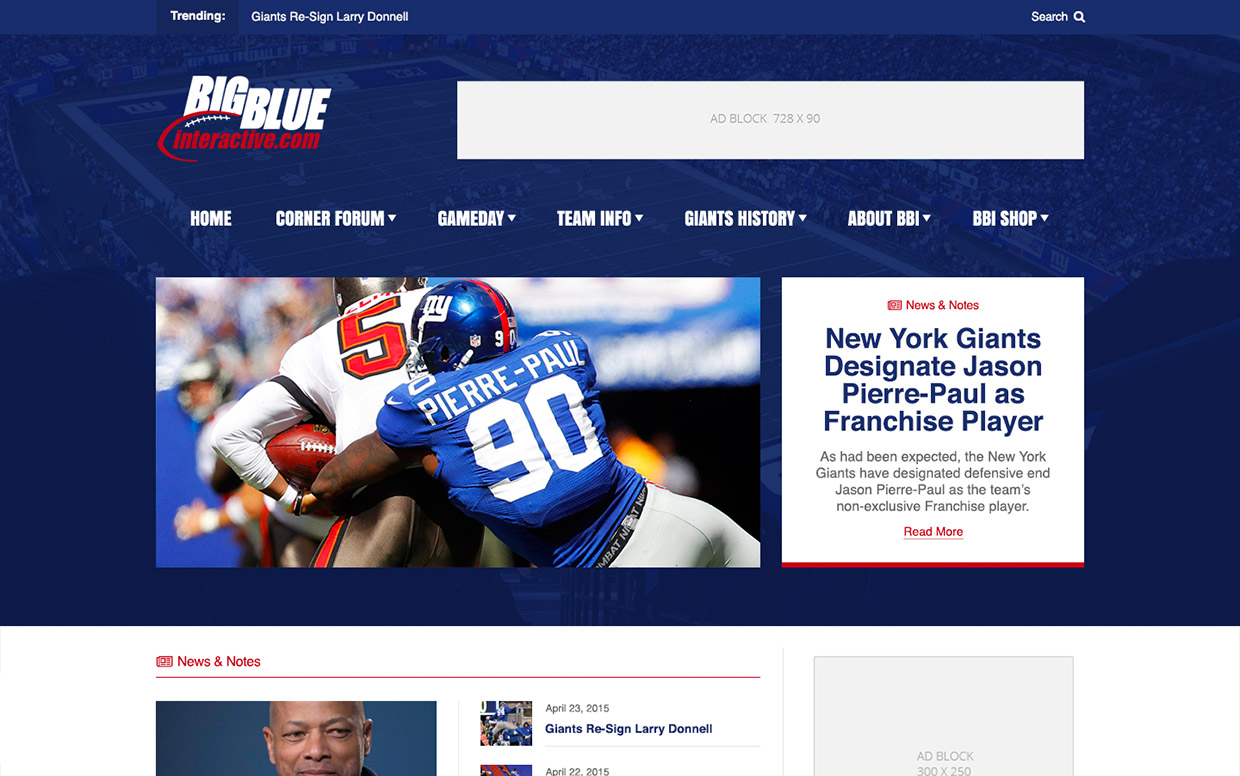 Trending: Giants Re-Sign Larry Donnell Search
BIGBLUE
interactive.com
AD BLOCK 728 X 90
HOME CORNER FORUM GAMEDAY TEAM INFO GIANTS HISTORY ABOUT BBI BBI SHOP
ny
90
5
PIERRE-PAUL
90
News & Notes
New York Giants
Designate Jason
Pierre-Paul as
Franchise Player
As had been expected, the New York
Giants have designated defensive end
Jason Pierre-Paul as the team's
non-exclusive Franchise player.
Read More
News & Notes
April 23, 2015
Giants Re-Sign Larry Donnell
April 22, 2015
AD BLOCK
300 X 250